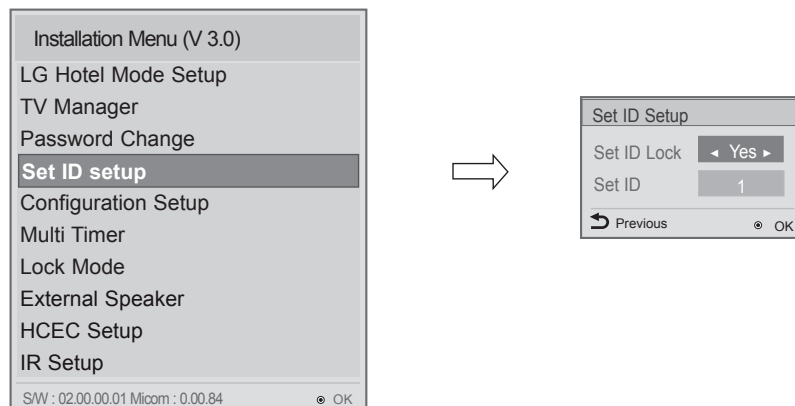 Installation Menu (V 3.0)
LG Hotel Mode Setup
TV Manager
Password Change
Set ID setup
Configuration Setup
Multi Timer
Lock Mode
External Speaker
HCEC Setup
IR Setup
S/W : 02.00.00.01 Micom : 0.00.84 ◉ OK
Set ID Setup
Set ID Lock ◄ Yes ►
Set ID 1
Previous ◉ OK